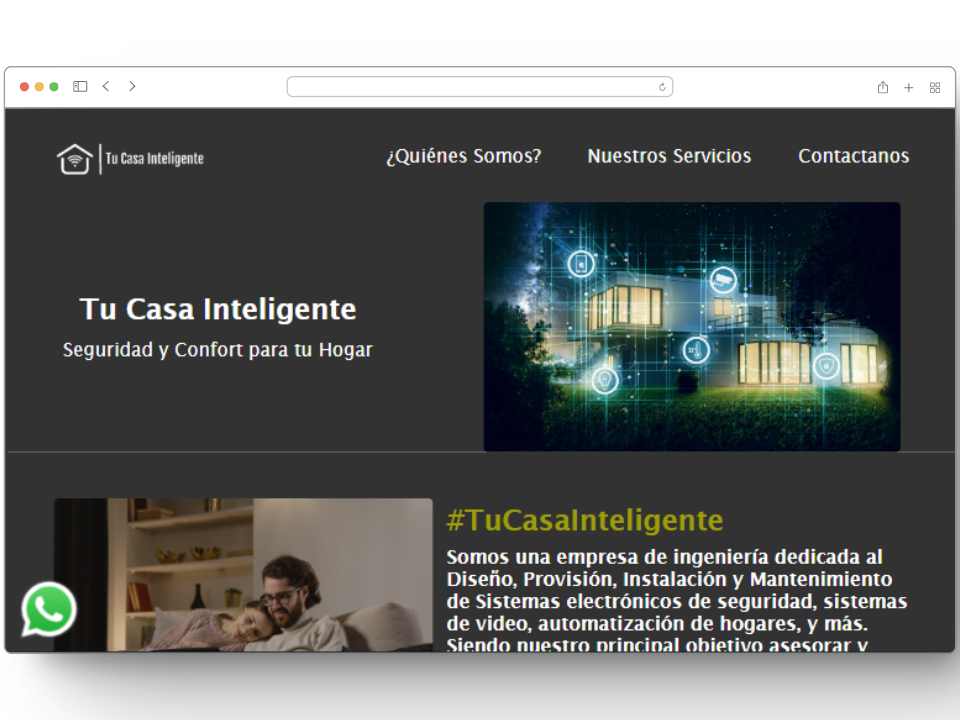 Tu Casa Inteligente
¿Quiénes Somos?
Nuestros Servicios
Contactanos
Tu Casa Inteligente
Seguridad y Confort para tu Hogar
#TuCasaInteligente
Somos una empresa de ingeniería dedicada al
Diseño, Provisión, Instalación y Mantenimiento
de Sistemas electrónicos de seguridad, sistemas
de video, automatización de hogares, y más.
Siendo nuestro principal objetivo asesorar y